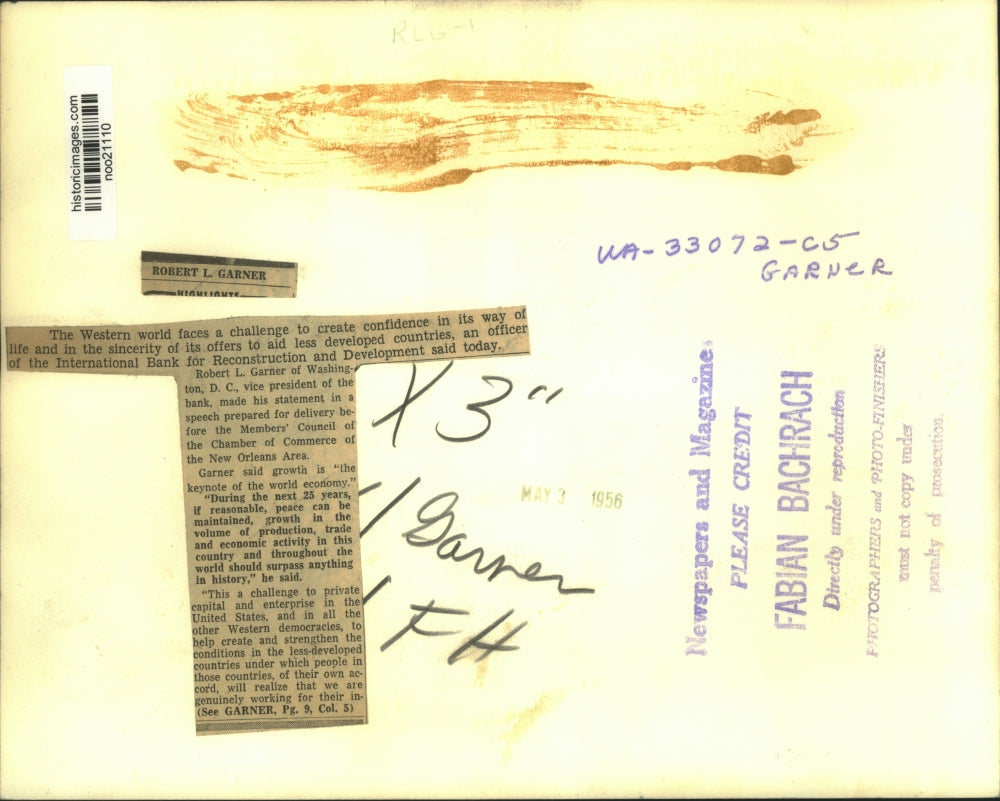 RLG-1
historicimages.com
noo21110
WA-33072-C5
GARNER
ROBERT L. GARNER
HIGHLIGHTS
The Western world faces a challenge to create confidence in its way of
life and in the sincerity of its offers to aid less developed countries, an officer
of the International Bank for Reconstruction and Development said today.
Robert L. Garner of Washing-
ton, D. C., vice president of the
bank, made his statement in a
speech prepared for delivery be-
fore the Members' Council of
the Chamber of Commerce of
the New Orleans Area.
Garner said growth is "the
keynote of the world economy."
"During the next 25 years,
if reasonable, peace can be
maintained, growth in the
volume of production, trade
and economic activity in this
country and throughout the
world should surpass anything
in history," he said.
"This a challenge to private
capital and enterprise in the
United States, and in all the
other Western democracies, to
help create and strengthen the
conditions in the less-developed
countries under which people in
those countries, of their own ac-
cord, will realize that we are
genuinely working for their in-
(See GARNER, Pg. 9, Col. 5)
X 3"
Garner
FH
MAY 3 1956
Newspapers and Magazines
PLEASE CREDIT
FABIAN BACHRACH
Directly under reproduction
PHOTOGRAPHERS and PHOTO-FINISHERS
must not copy under
penalty of prosecution.